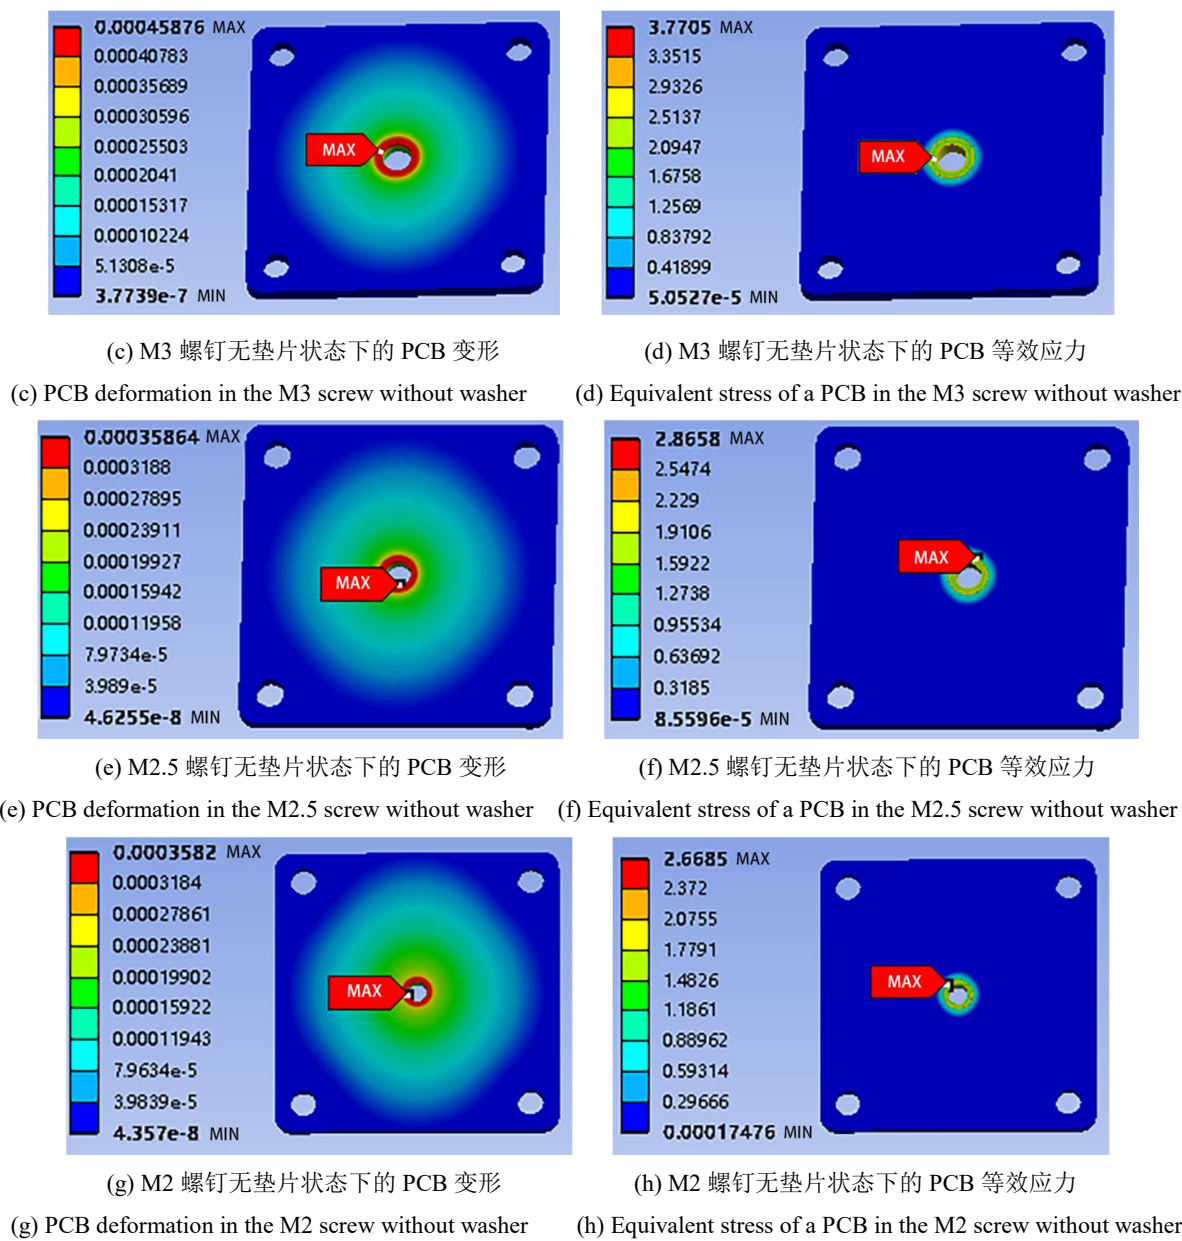 0.00045876 MAX
0.00040783
0.00035689
0.00030596
0.00025503
0.0002041
0.00015317
0.00010224
5.1308e-5
3.7739e-7 MIN
MAX
3.7705 MAX
3.3515
2.9326
2.5137
2.0947
1.6758
1.2569
0.83792
0.41899
5.0527e-5 MIN
MAX
(c) M3 螺钉无垫片状态下的 PCB 变形
(d) M3 螺钉无垫片状态下的 PCB 等效应力
(c) PCB deformation in the M3 screw without washer
(d) Equivalent stress of a PCB in the M3 screw without washer
0.00035864 MAX
0.0003188
0.00027895
0.00023911
0.00019927
0.00015942
0.00011958
7.9734e-5
3.989e-5
4.6255e-8 MIN
MAX
2.8658 MAX
2.5474
2.229
1.9106
1.5922
1.2738
0.95534
0.63692
0.3185
8.5596e-5 MIN
MAX
(e) M2.5 螺钉无垫片状态下的 PCB 变形
(f) M2.5 螺钉无垫片状态下的 PCB 等效应力
(e) PCB deformation in the M2.5 screw without washer
(f) Equivalent stress of a PCB in the M2.5 screw without washer
0.0003582 MAX
0.0003184
0.00027861
0.00023881
0.00019902
0.00015922
0.00011943
7.9634e-5
3.9839e-5
4.357e-8 MIN
MAX
2.6685 MAX
2.372
2.0755
1.7791
1.4826
1.1861
0.88962
0.59314
0.29666
0.00017476 MIN
MAX
(g) M2 螺钉无垫片状态下的 PCB 变形
(h) M2 螺钉无垫片状态下的 PCB 等效应力
(g) PCB deformation in the M2 screw without washer
(h) Equivalent stress of a PCB in the M2 screw without washer